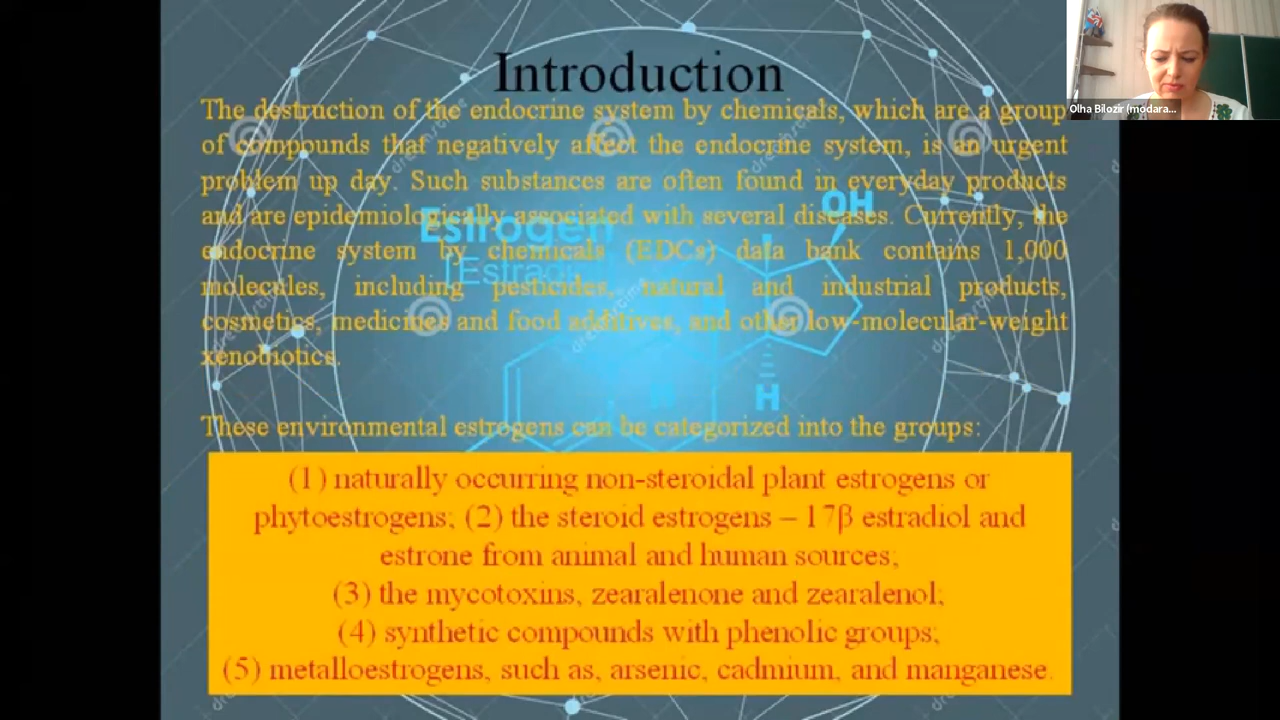 Introduction
The destruction of the endocrine system by chemicals, which are a group
of compounds that negatively affect the endocrine system, is an urgent
problem up day. Such substances are often found in everyday products
and are epidemiologically associated with several diseases. Currently, the
endocrine system by chemicals (EDCs) data bank contains 1,000
molecules, including pesticides, natural and industrial products,
cosmetics, medicines and food additives, and other low-molecular-weight
xenobiotics.
These environmental estrogens can be categorized into the groups:
(1) naturally occurring non-steroidal plant estrogens or
phytoestrogens; (2) the steroid estrogens – 17β estradiol and
estrone from animal and human sources;
(3) the mycotoxins, zearalenone and zearalenol;
(4) synthetic compounds with phenolic groups;
(5) metalloestrogens, such as, arsenic, cadmium, and manganese.
Estrogen
OH
H
H
Olha Bilozir (modara...